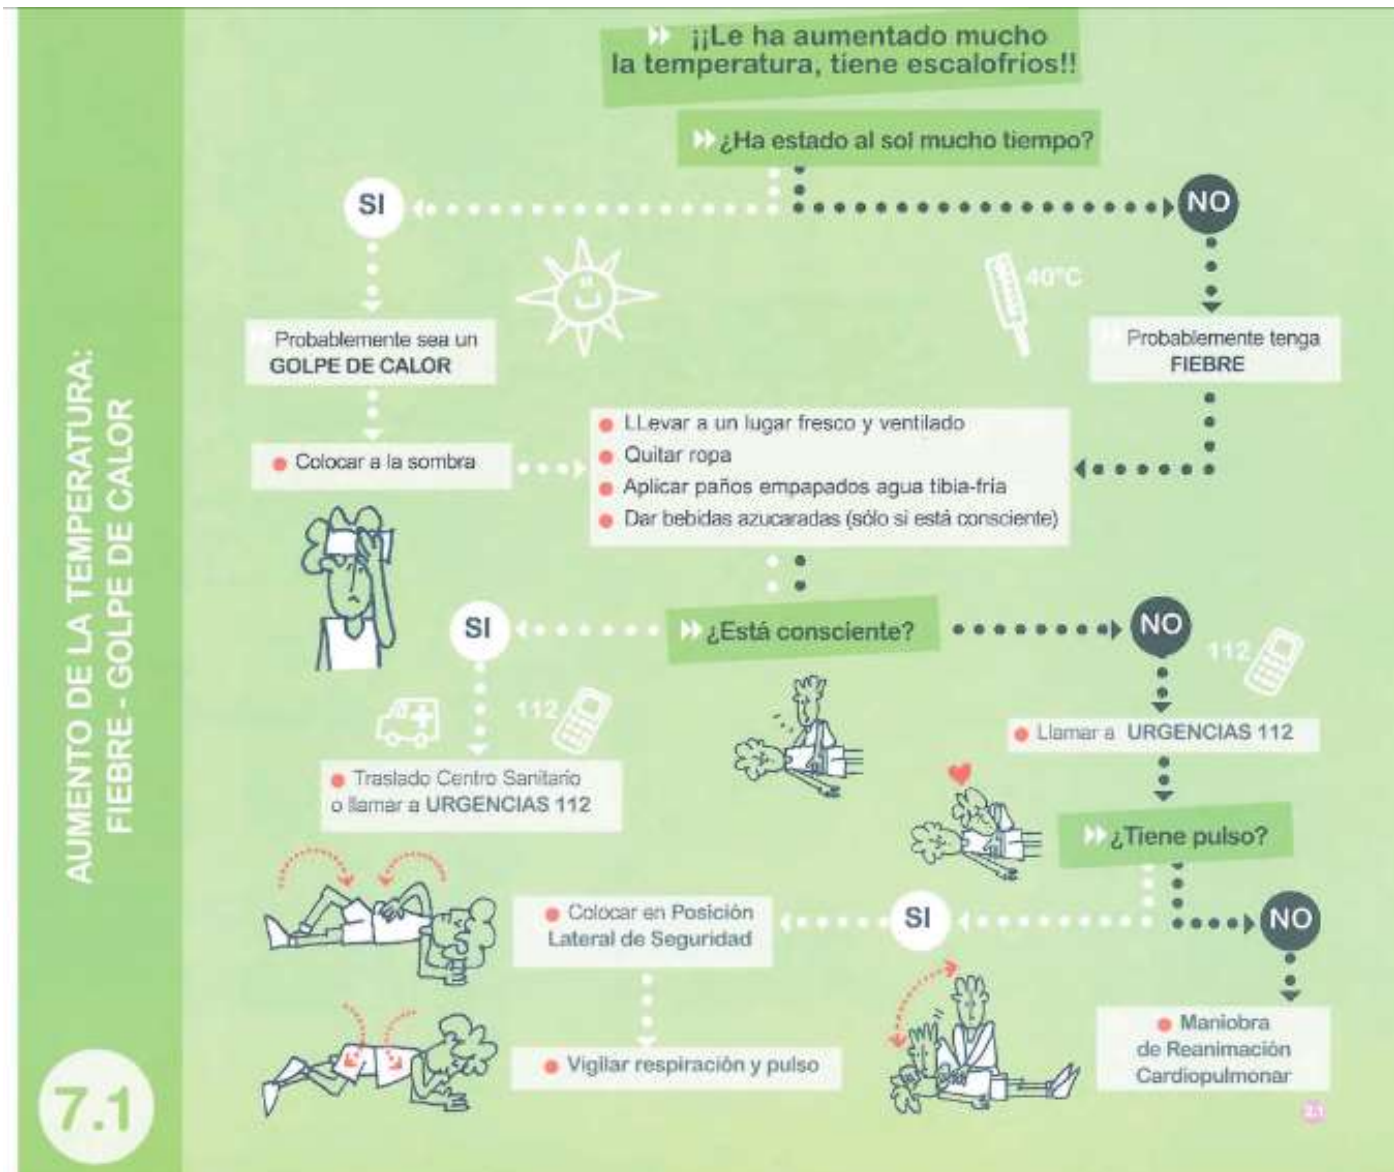 ¡¡Le ha aumentado mucho
la temperatura, tiene escalofrios!!
¿Ha estado al sol mucho tiempo?
SI
NO
40°C
Probablemente sea un
GOLPE DE CALOR
Probablemente tenga
FIEBRE
Colocar a la sombra
LLevar a un lugar fresco y ventilado
Quitar ropa
Aplicar paños empapados agua tibia-fria
Dar bebidas azucaradas (sólo si está consciente)
¿Está consciente?
SI
NO
112
112
Traslado Centro Sanitario
o llamar a URGENCIAS 112
Llamar a URGENCIAS 112
¿Tiene pulso?
SI
NO
Colocar en Posición
Lateral de Seguridad
Vigilar respiración y pulso
Maniobra
de Reanimación
Cardiopulmonar
2.1
AUMENTO DE LA TEMPERATURA:
FIEBRE - GOLPE DE CALOR
7.1